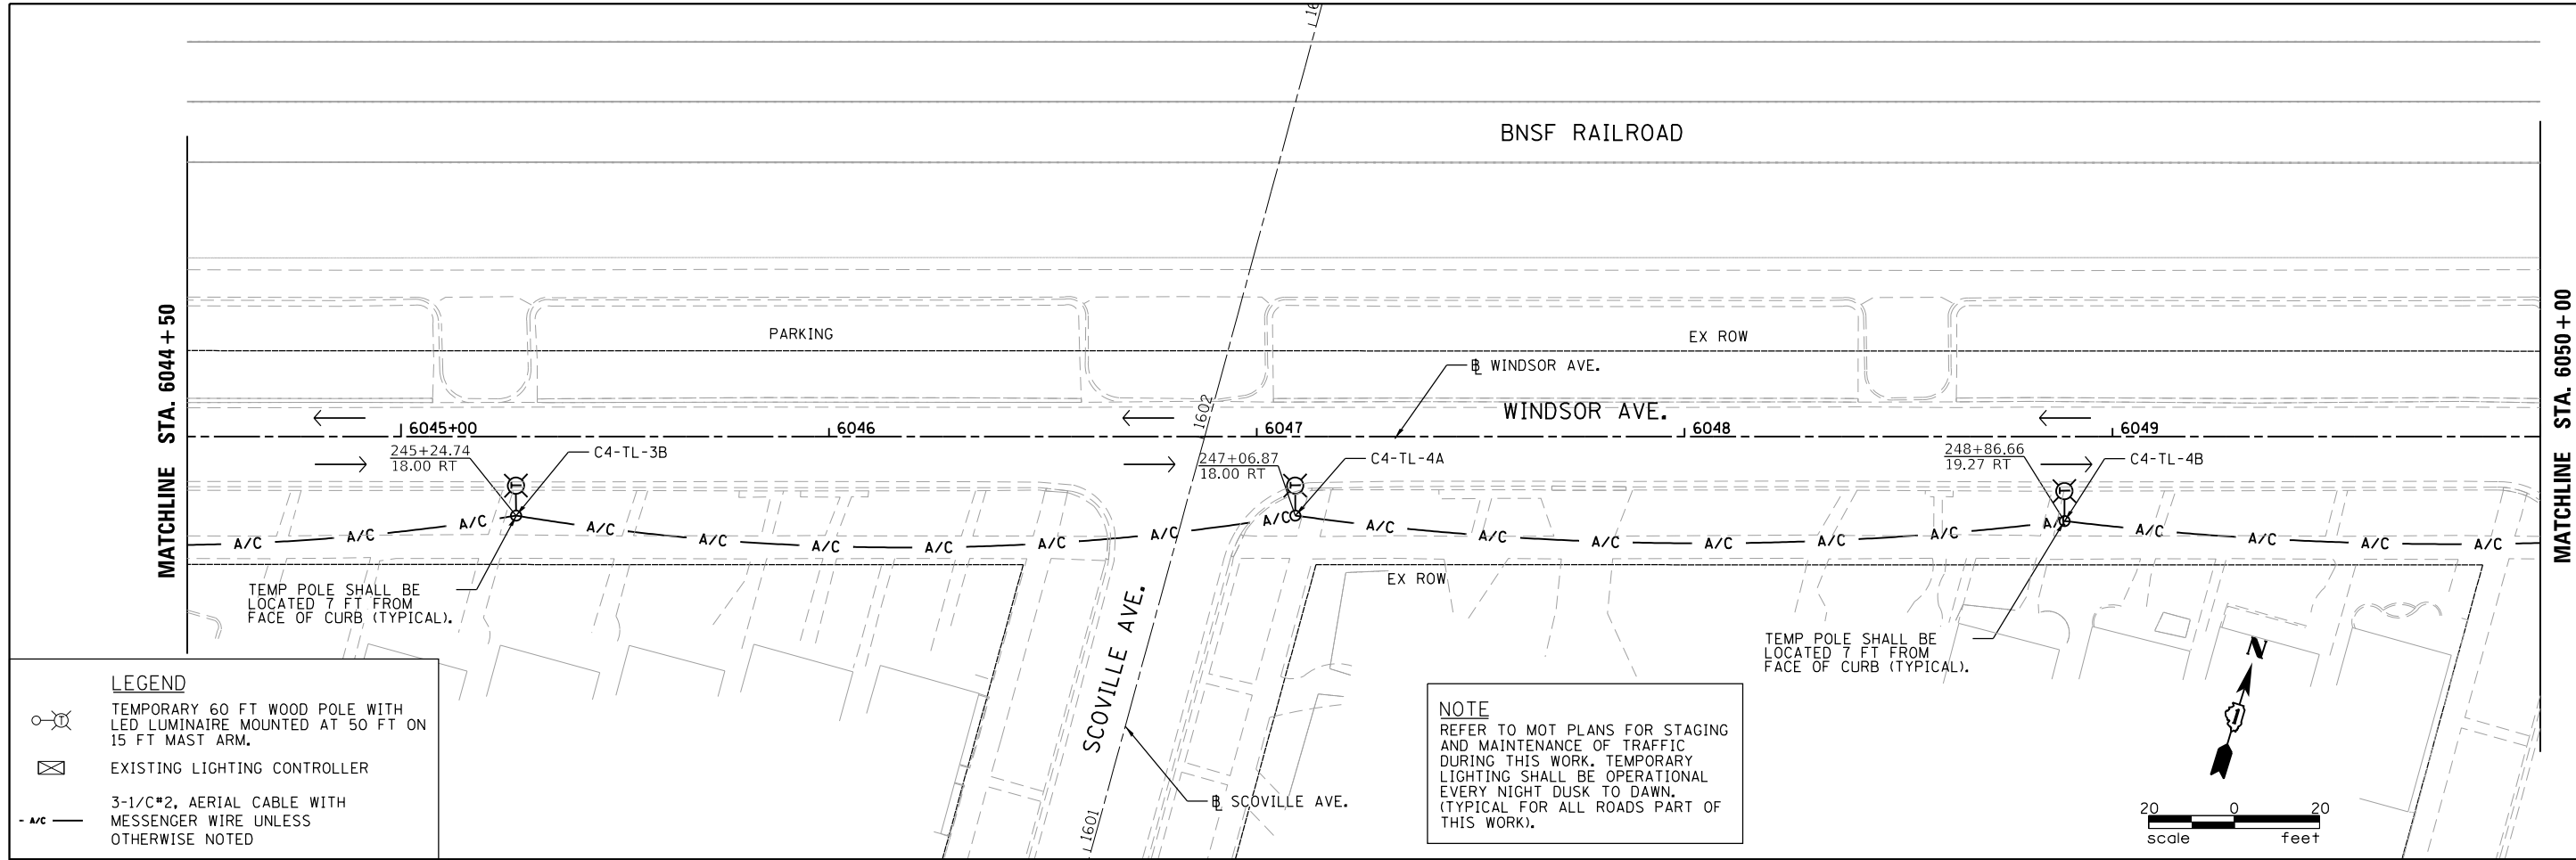 L 16
BNSF RAILROAD
MATCHLINE STA. 6044+50
MATCHLINE STA. 6050+00
PARKING
EX ROW
℄ WINDSOR AVE.
1602
WINDSOR AVE.
6045+00
6046
6047
6048
6049
245+24.74
18.00 RT
C4-TL-3B
247+06.87
18.00 RT
C4-TL-4A
248+86.66
19.27 RT
C4-TL-4B
T
T
T
A/C A/C A/C A/C A/C A/C A/C A/C A/C A/C A/C A/C A/C A/C A/C A/C A/C A/C A/C A/C A/C
EX ROW
TEMP POLE SHALL BE
LOCATED 7 FT FROM
FACE OF CURB (TYPICAL).
SCOVILLE AVE.
TEMP POLE SHALL BE
LOCATED 7 FT FROM
FACE OF CURB (TYPICAL).
N
1
LEGEND
T
TEMPORARY 60 FT WOOD POLE WITH
LED LUMINAIRE MOUNTED AT 50 FT ON
15 FT MAST ARM.
EXISTING LIGHTING CONTROLLER
A/C
3-1/C#2, AERIAL CABLE WITH
MESSENGER WIRE UNLESS
OTHERWISE NOTED
℄ SCOVILLE AVE.
L 1601
NOTE
REFER TO MOT PLANS FOR STAGING
AND MAINTENANCE OF TRAFFIC
DURING THIS WORK. TEMPORARY
LIGHTING SHALL BE OPERATIONAL
EVERY NIGHT DUSK TO DAWN.
(TYPICAL FOR ALL ROADS PART OF
THIS WORK).
20 0 20
scale feet